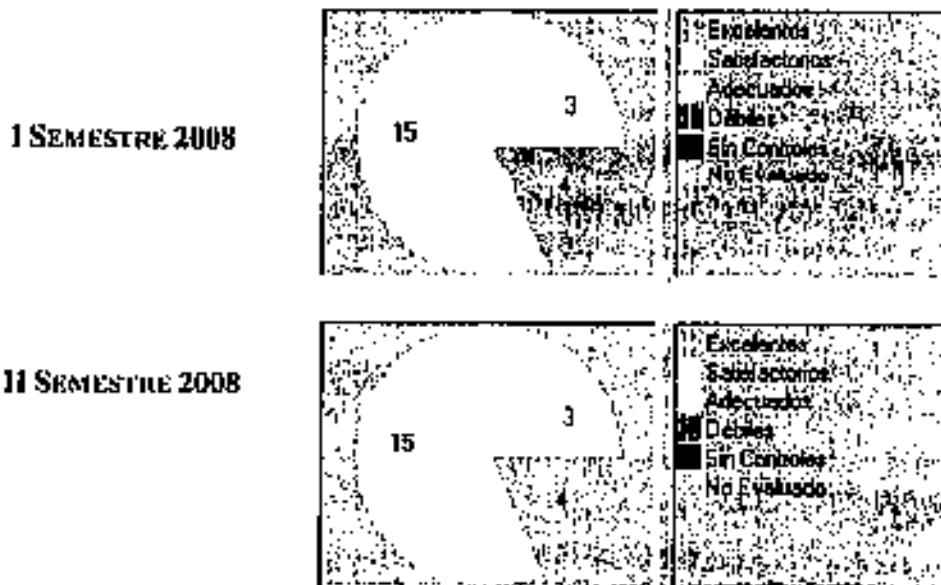 I SEMESTRE 2008
15
3
4
Excelentes
Satisfactorios
Adecuados
Débiles
Sin Controles
No Evaluado
II SEMESTRE 2008
15
3
4
Excelentes
Satisfactorios
Adecuados
Débiles
Sin Controles
No Evaluado